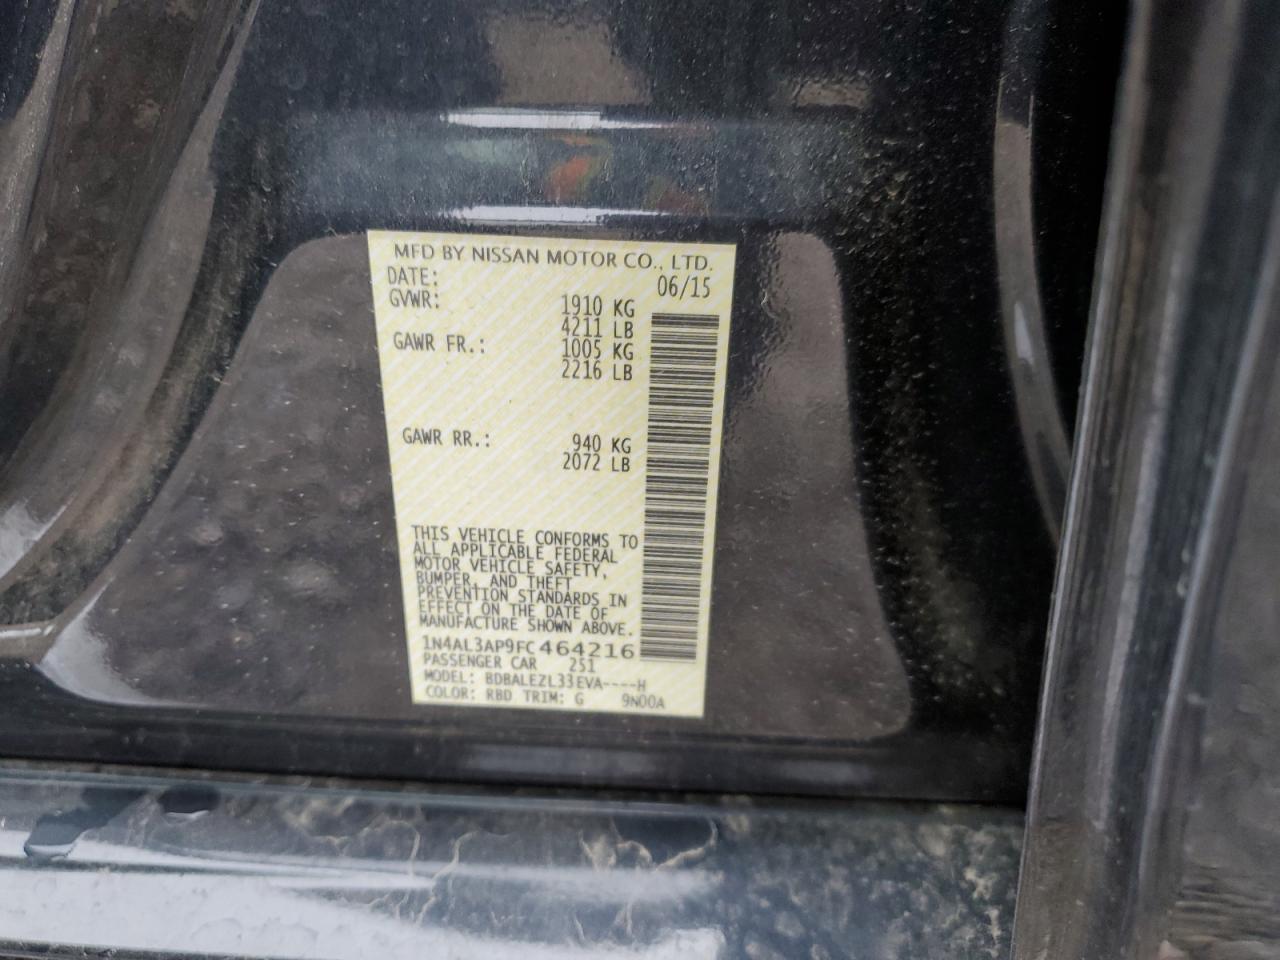 MFD BY NISSAN MOTOR CO., LTD.
DATE: 06/15
GVWR: 1910 KG
4211 LB
GAWR FR.: 1005 KG
2216 LB
GAWR RR.: 940 KG
2072 LB
THIS VEHICLE CONFORMS TO
ALL APPLICABLE FEDERAL
MOTOR VEHICLE SAFETY,
BUMPER, AND THEFT
PREVENTION STANDARDS IN
EFFECT ON THE DATE OF
MANUFACTURE SHOWN ABOVE.
1N4AL3AP9FC464216
PASSENGER CAR 251
MODEL: BDBALEZL33EVA----H
COLOR: RBD TRIM: G 9N00A